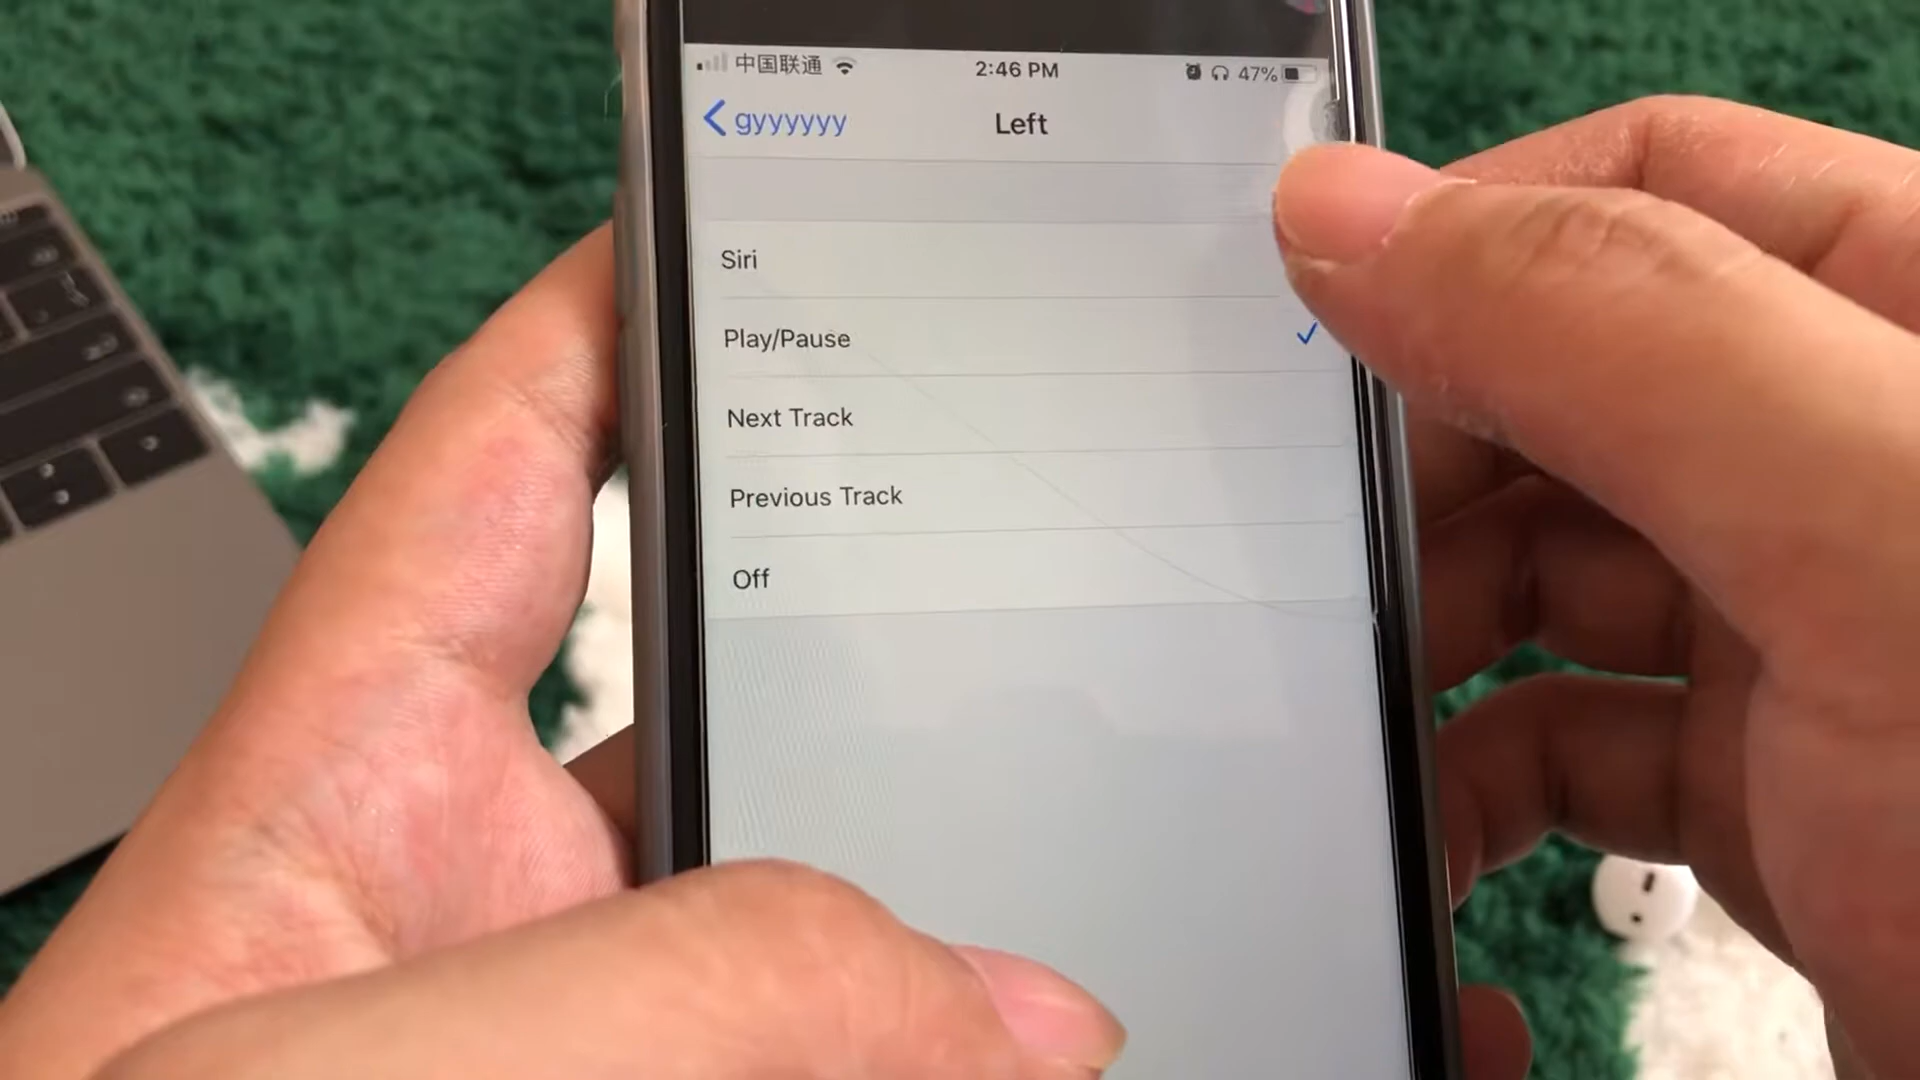 中国联通 2:46 PM 47%
gyyyyyy Left
Siri
Play/Pause
Next Track
Previous Track
Off